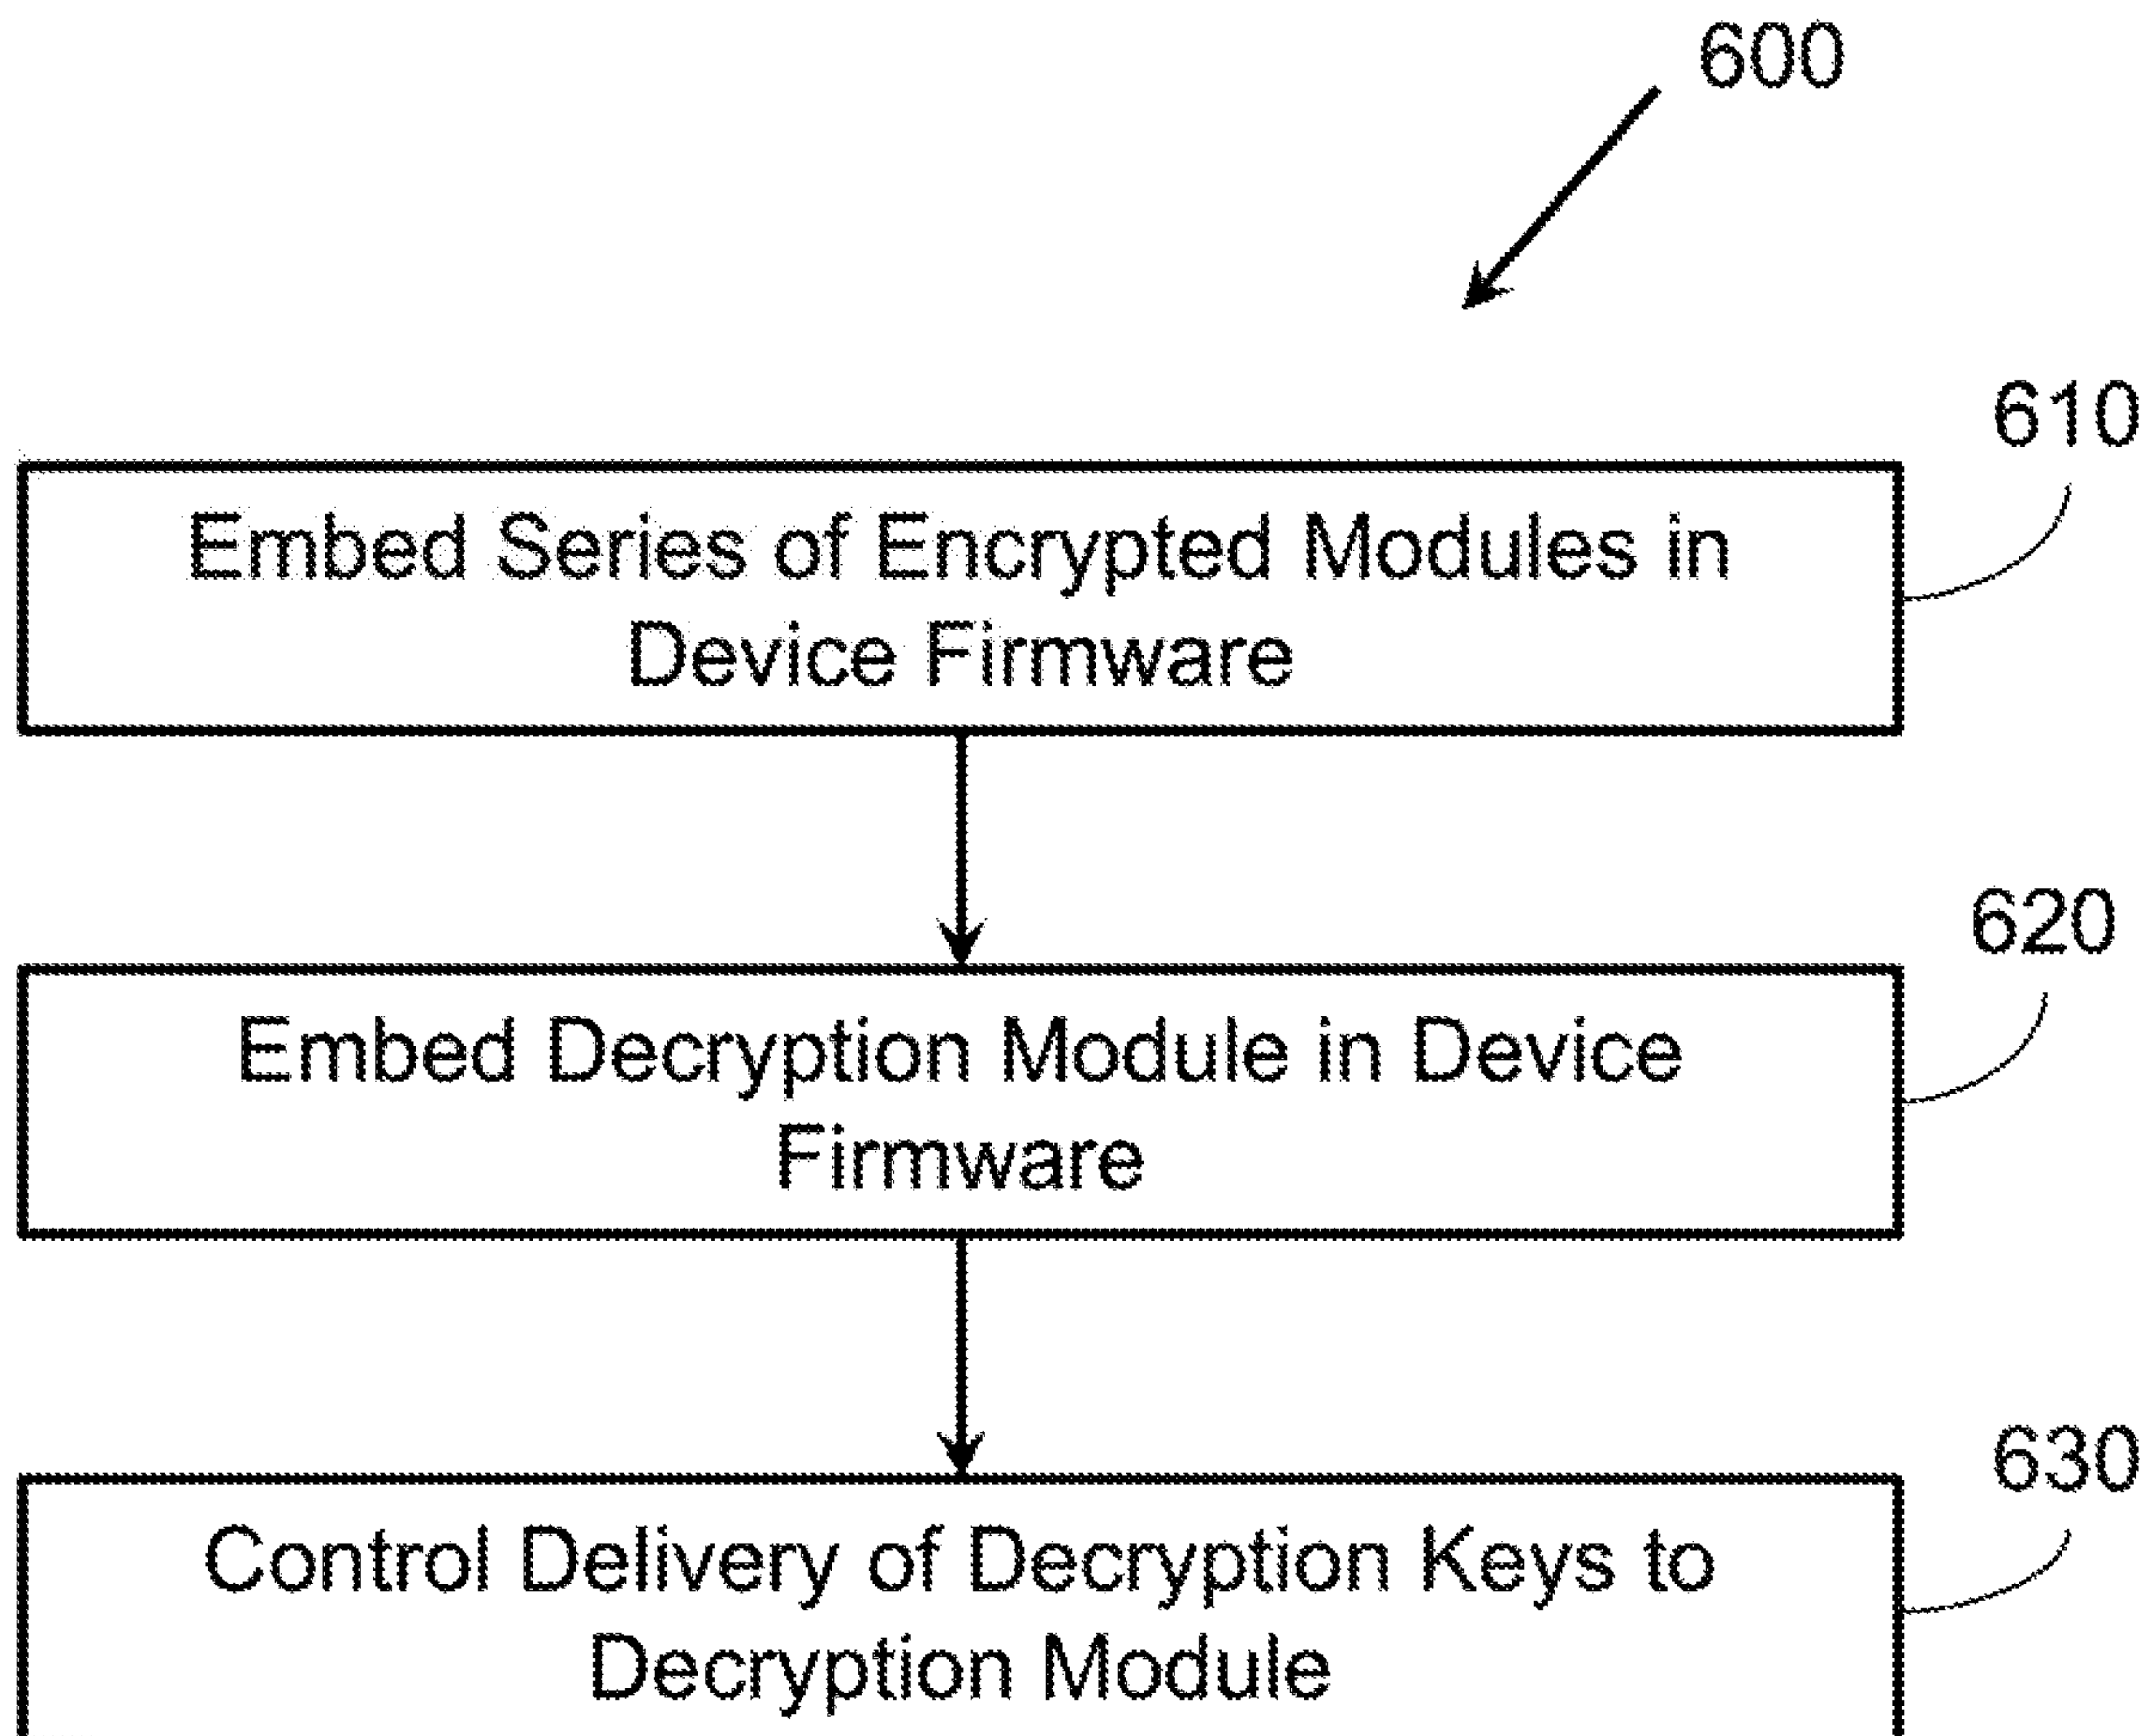 600
610
Embed Series of Encrypted Modules in
Device Firmware
620
Embed Decryption Module in Device
Firmware
630
Control Delivery of Decryption Keys to
Decryption Module